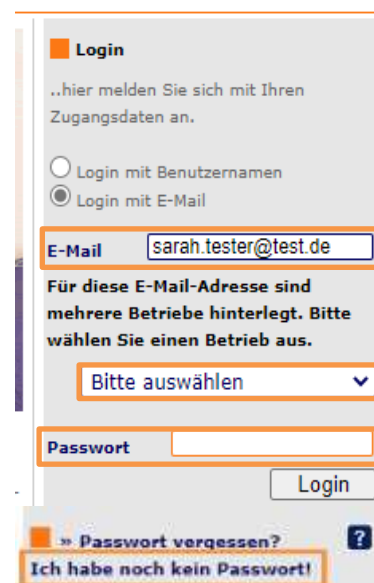 Login
..hier melden Sie sich mit Ihren
Zugangsdaten an.
Login mit Benutzernamen
Login mit E-Mail
E-Mail sarah.tester@test.de
Für diese E-Mail-Adresse sind
mehrere Betriebe hinterlegt. Bitte
wählen Sie einen Betrieb aus.
Bitte auswählen
Passwort
Login
» Passwort vergessen? ?
Ich habe noch kein Passwort!